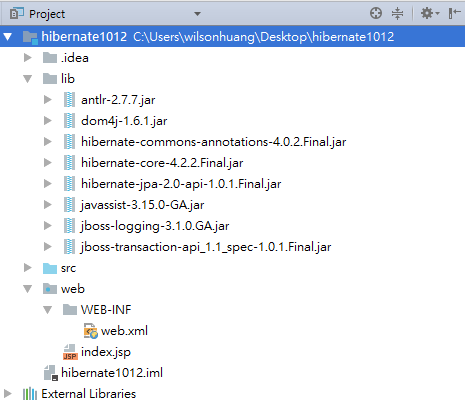 Project
hibernate1012 C:\Users\wilsonhuang\Desktop\hibernate1012
.idea
lib
antlr-2.7.7.jar
dom4j-1.6.1.jar
hibernate-commons-annotations-4.0.2.Final.jar
hibernate-core-4.2.2.Final.jar
hibernate-jpa-2.0-api-1.0.1.Final.jar
javassist-3.15.0-GA.jar
jboss-logging-3.1.0.GA.jar
jboss-transaction-api_1.1_spec-1.0.1.Final.jar
src
web
WEB-INF
web.xml
JSP index.jsp
hibernate1012.iml
External Libraries